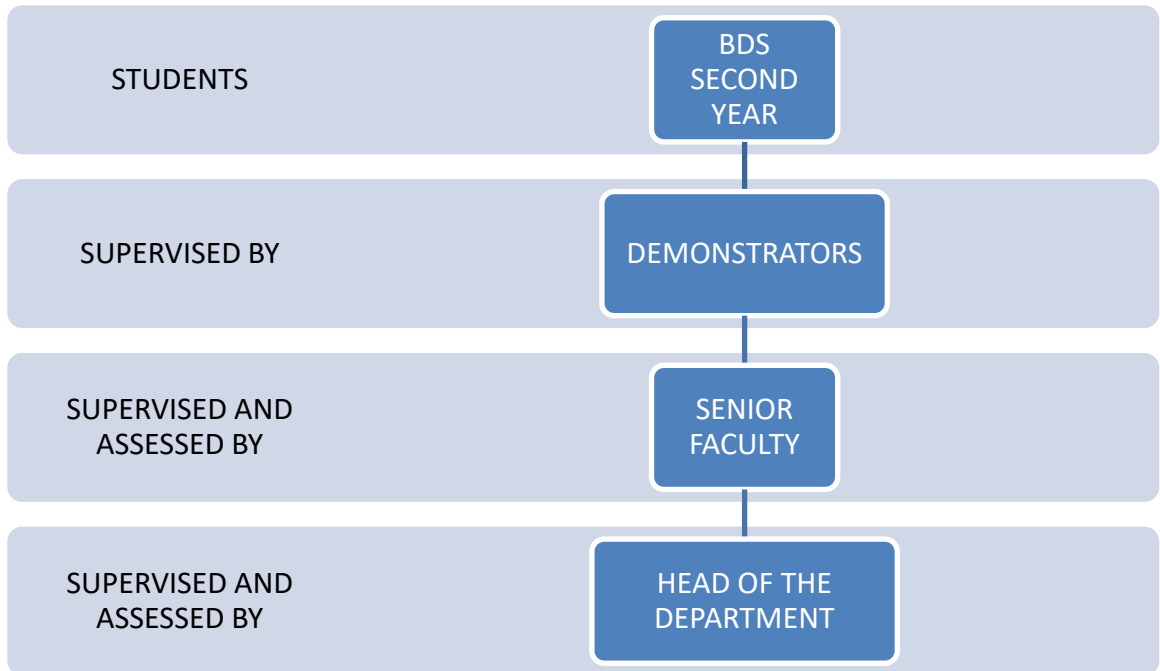 STUDENTS
BDS
SECOND
YEAR
SUPERVISED BY
DEMONSTRATORS
SUPERVISED AND
ASSESSED BY
SENIOR
FACULTY
SUPERVISED AND
ASSESSED BY
HEAD OF THE
DEPARTMENT